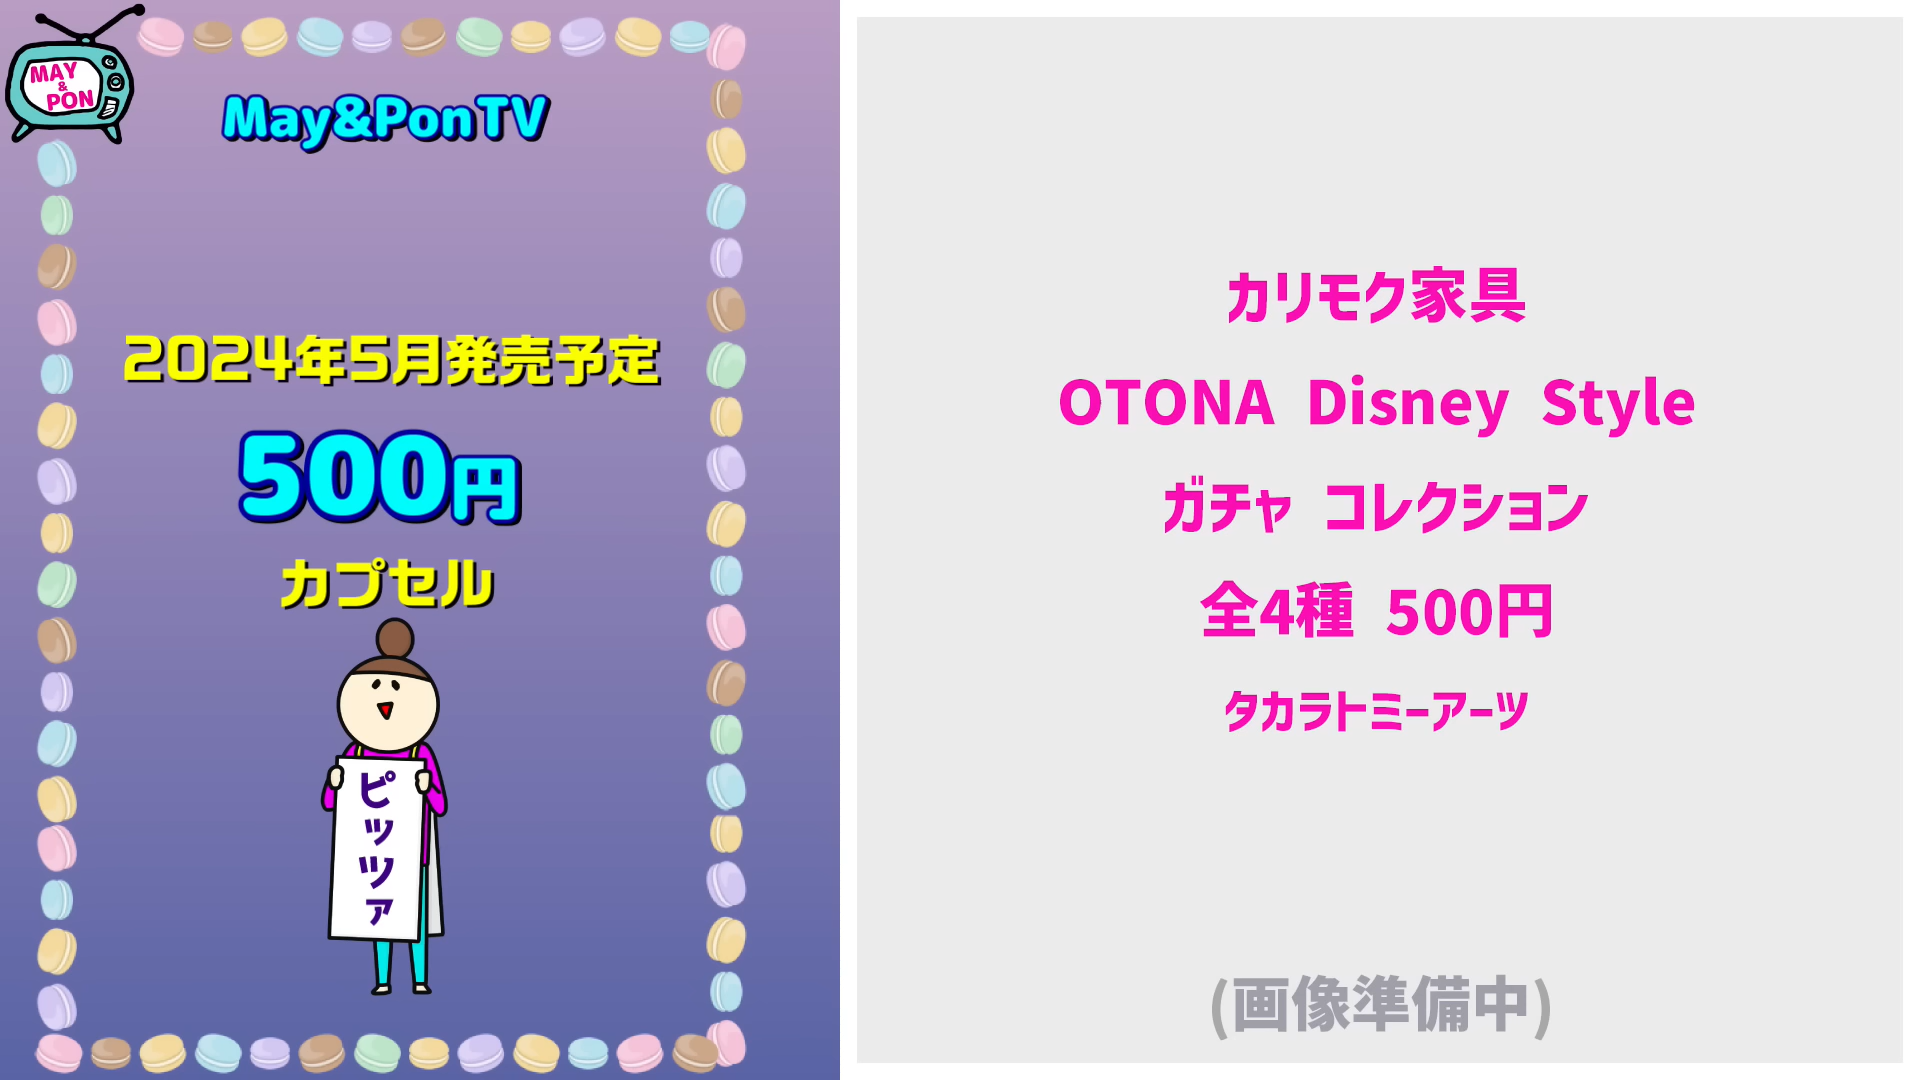 MAY
&
PON
May&PonTV
2024年5月発売予定
500円
カプセル
ピッツァ
カリモク家具
OTONA Disney Style
ガチャ コレクション
全4種 500円
タカラトミーアーツ
(画像準備中)